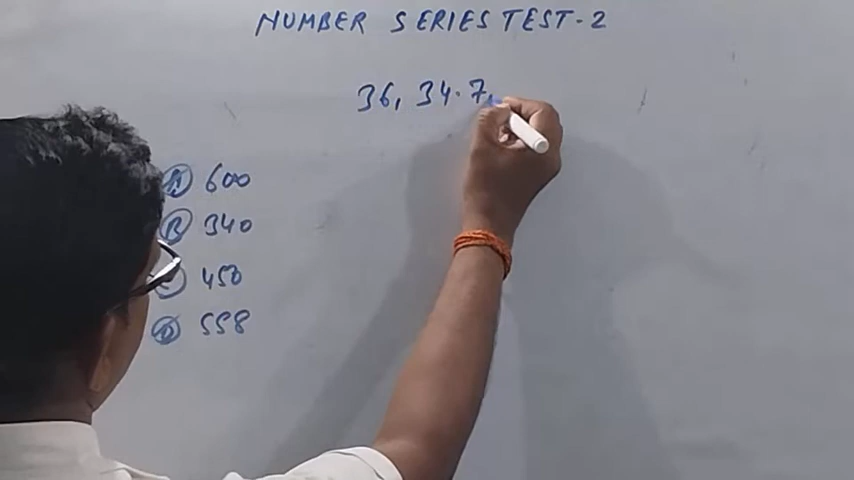 NUMBER SERIES TEST-2
36, 34.7,
A 600
B 340
450
D 558